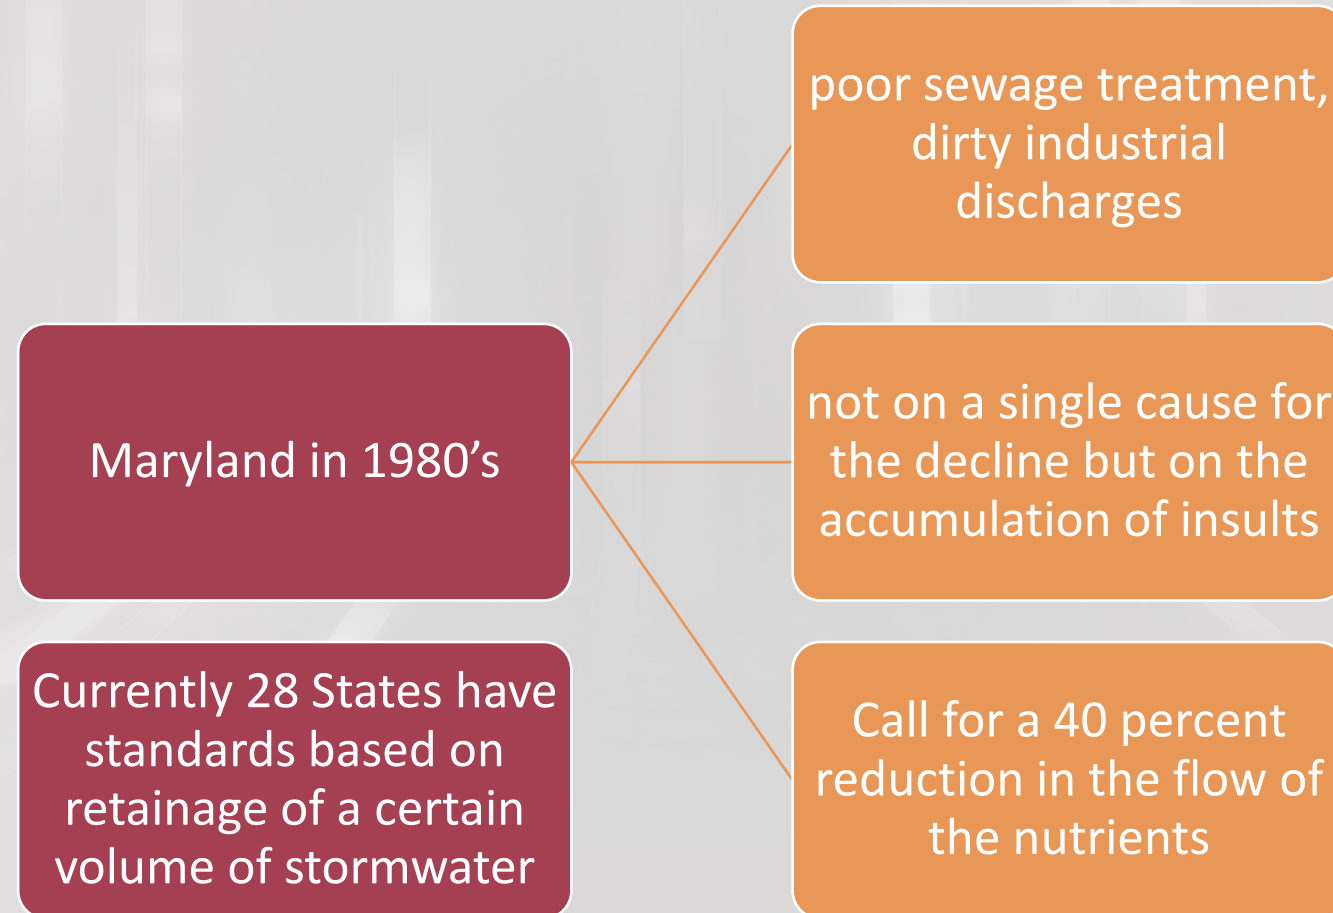 Maryland in 1980’s
poor sewage treatment,
dirty industrial
discharges
not on a single cause for
the decline but on the
accumulation of insults
Call for a 40 percent
reduction in the flow of
the nutrients
Currently 28 States have
standards based on
retainage of a certain
volume of stormwater